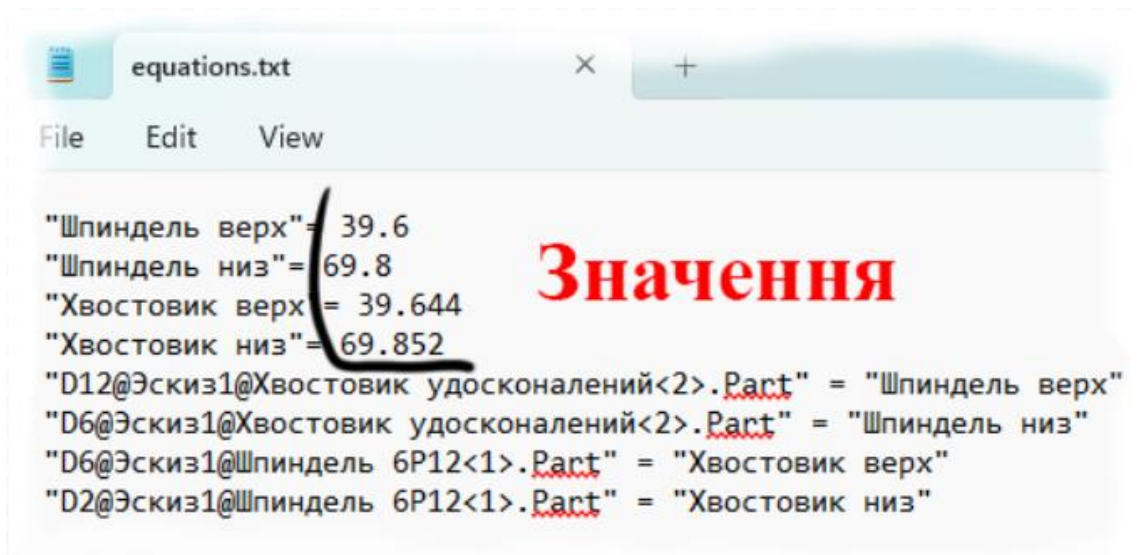 equations.txt
File Edit View
"Шпиндель верх"= 39.6
"Шпиндель низ"= 69.8
"Хвостовик верх"= 39.644
"Хвостовик низ"= 69.852
Значення
"D12@Эскиз1@Хвостовик удосконалений<2>.Part" = "Шпиндель верх"
"D6@Эскиз1@Хвостовик удосконалений<2>.Part" = "Шпиндель низ"
"D6@Эскиз1@Шпиндель 6Р12<1>.Part" = "Хвостовик верх"
"D2@Эскиз1@Шпиндель 6Р12<1>.Part" = "Хвостовик низ"